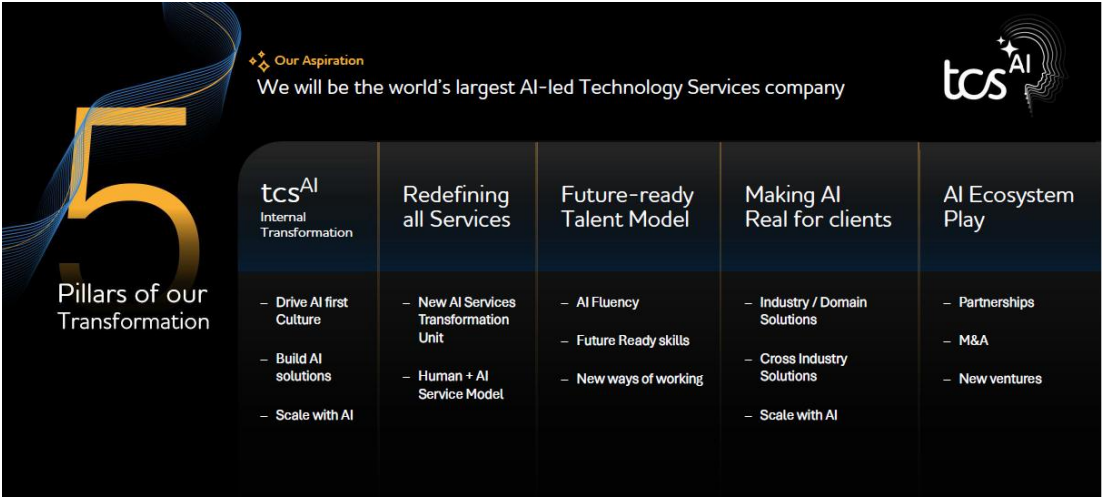 Our Aspiration
We will be the world's largest AI-led Technology Services company
tcsAI
5
Pillars of our
Transformation
tcsAI
Internal
Transformation
– Drive AI first
Culture
– Build AI
solutions
– Scale with AI
Redefining
all Services
– New AI Services
Transformation
Unit
– Human + AI
Service Model
Future-ready
Talent Model
– AI Fluency
– Future Ready skills
– New ways of working
Making AI
Real for clients
– Industry / Domain
Solutions
– Cross Industry
Solutions
– Scale with AI
AI Ecosystem
Play
– Partnerships
– M&A
– New ventures